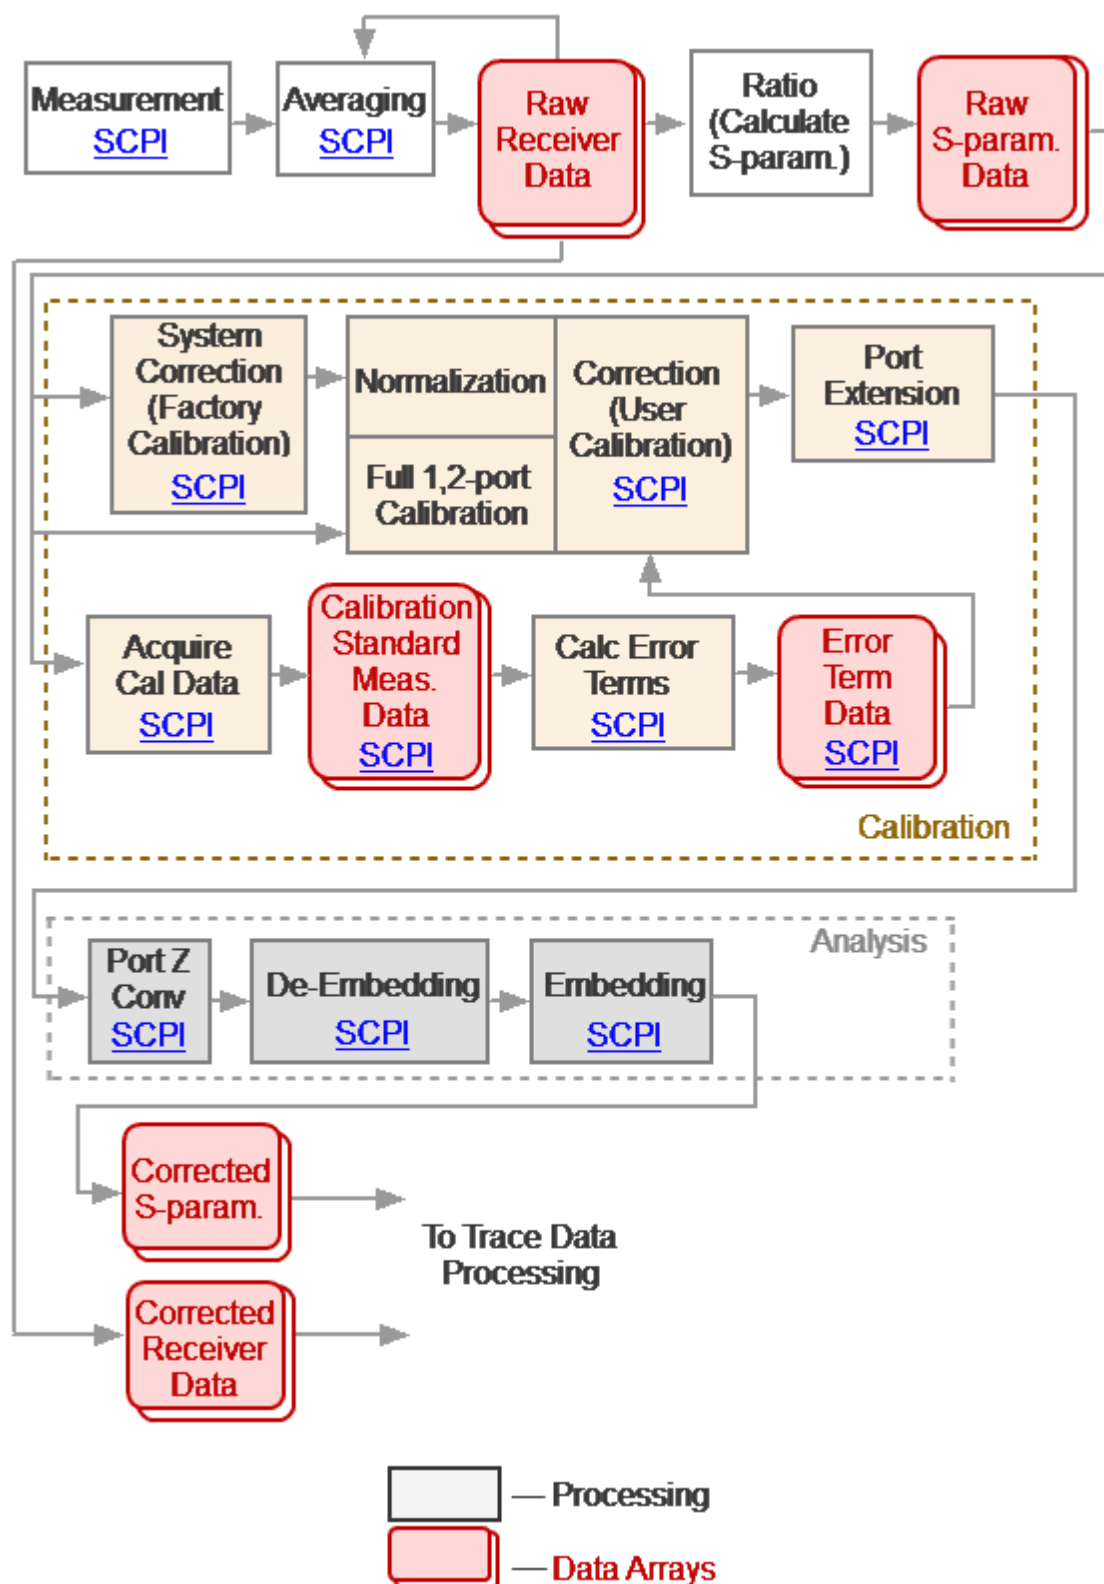 Measurement
SCPI
Averaging
SCPI
Raw
Receiver
Data
Ratio
(Calculate
S-param.)
Raw
S-param.
Data
System
Correction
(Factory
Calibration)
SCPI
Normalization
Full 1,2-port
Calibration
Correction
(User
Calibration)
SCPI
Port
Extension
SCPI
Acquire
Cal Data
SCPI
Calibration
Standard
Meas.
Data
SCPI
Calc Error
Terms
SCPI
Error
Term
Data
SCPI
Calibration
Analysis
Port Z
Conv
SCPI
De-Embedding
SCPI
Embedding
SCPI
Corrected
S-param.
To Trace Data
Processing
Corrected
Receiver
Data
— Processing
— Data Arrays